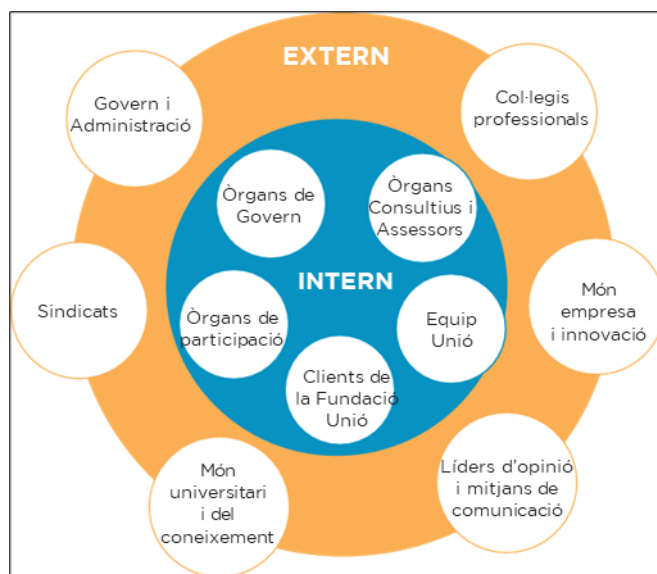 EXTERN
Govern i
Administració
Col·legis
professionals
Òrgans de
Govern
Òrgans
Consultius i
Assessors
INTERN
Sindicats
Òrgans de
participació
Equip
Unió
Món
empresa
i innovació
Clients de
la Fundació
Unió
Món
universitari
i del
coneixement
Líders d'opinió
i mitjans de
comunicació